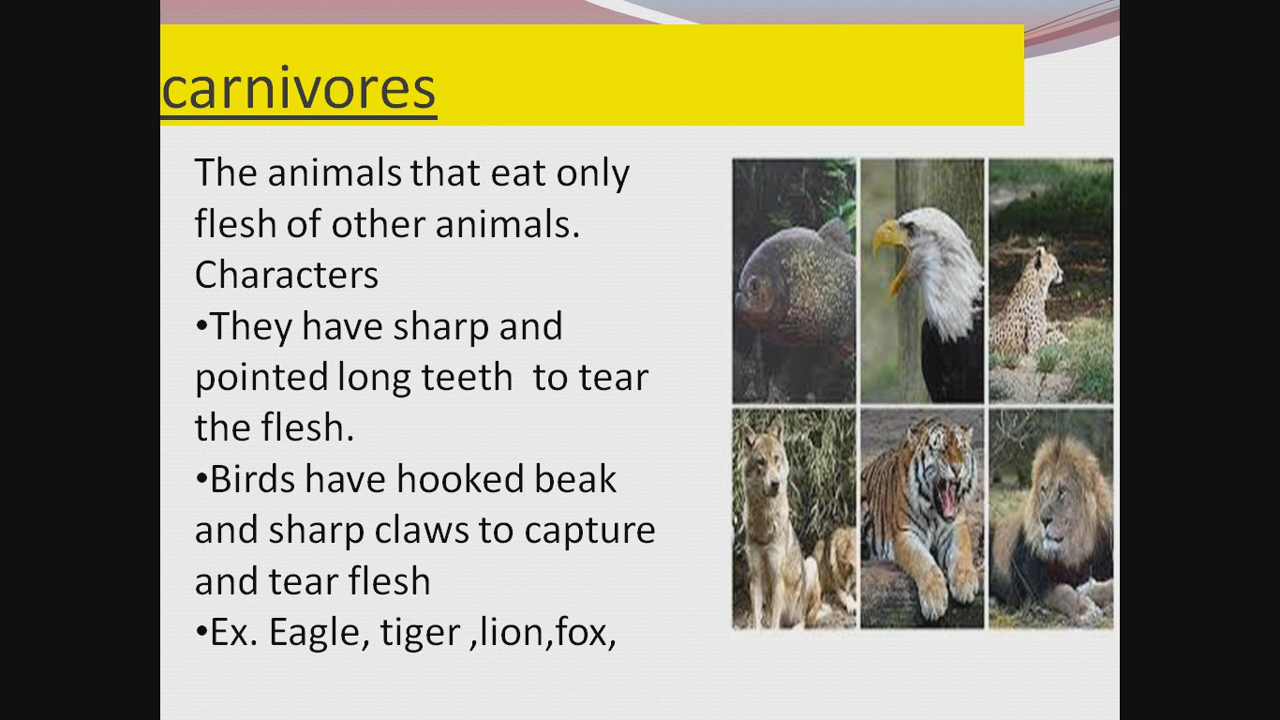 carnivores
The animals that eat only
flesh of other animals.
Characters
•They have sharp and
pointed long teeth  to tear
the flesh.
•Birds have hooked beak
and sharp claws to capture
and tear flesh
•Ex. Eagle, tiger ,lion,fox,